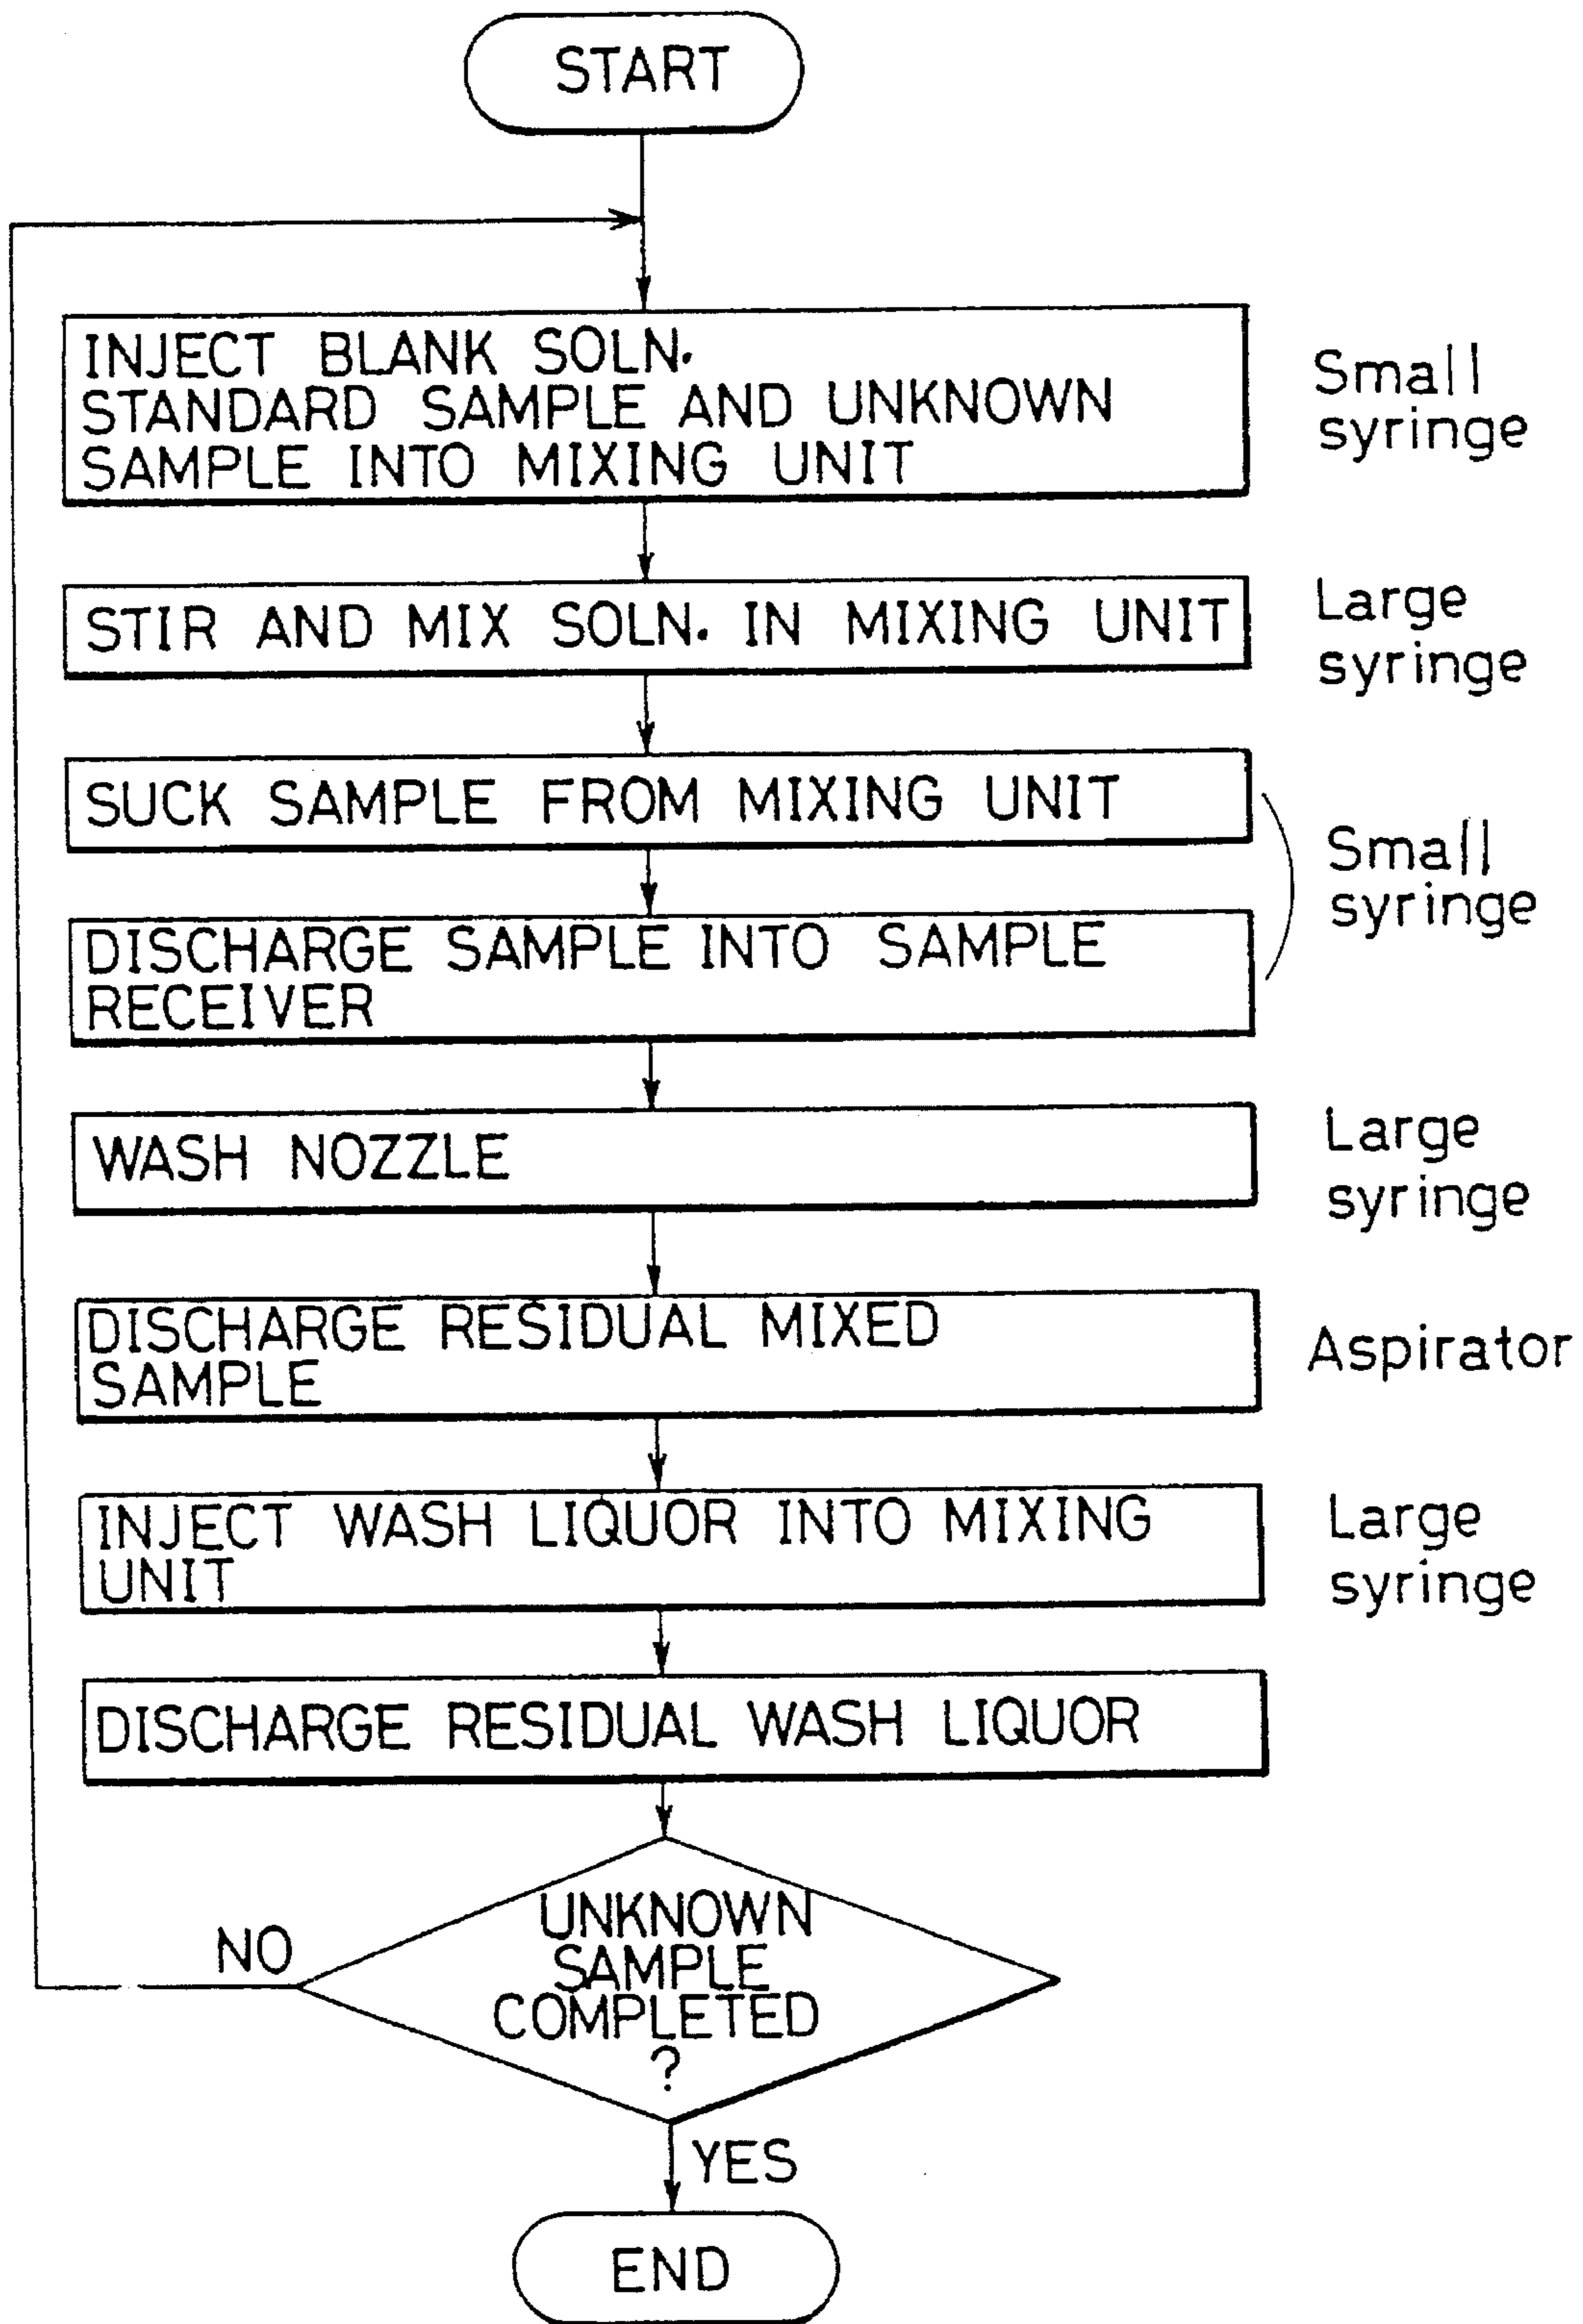 START
INJECT BLANK SOLN.
STANDARD SAMPLE AND UNKNOWN
SAMPLE INTO MIXING UNIT
Small
syringe
STIR AND MIX SOLN. IN MIXING UNIT
Large
syringe
SUCK SAMPLE FROM MIXING UNIT
Small
syringe
DISCHARGE SAMPLE INTO SAMPLE
RECEIVER
WASH NOZZLE
Large
syringe
DISCHARGE RESIDUAL MIXED
SAMPLE
Aspirator
INJECT WASH LIQUOR INTO MIXING
UNIT
Large
syringe
DISCHARGE RESIDUAL WASH LIQUOR
UNKNOWN
SAMPLE
COMPLETED
?
NO
YES
END